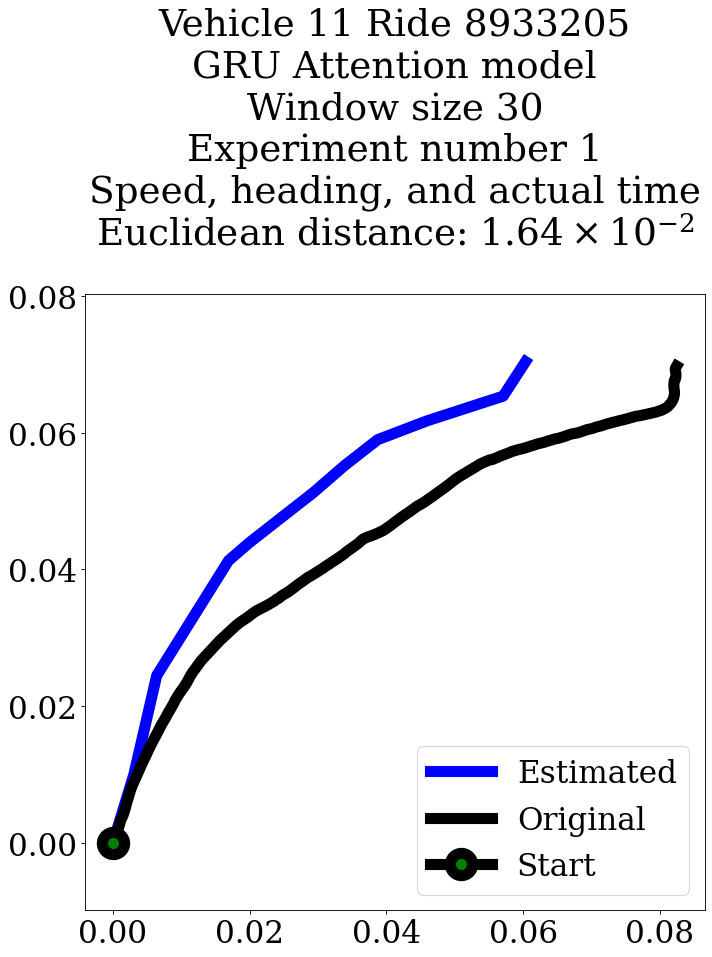 Vehicle 11 Ride 8933205
GRU Attention model
Window size 30
Experiment number 1
Speed, heading, and actual time
Euclidean distance: 1.64 × 10⁻²
0.08
0.06
0.04
0.02
0.00
Estimated
Original
Start
0.00 0.02 0.04 0.06 0.08